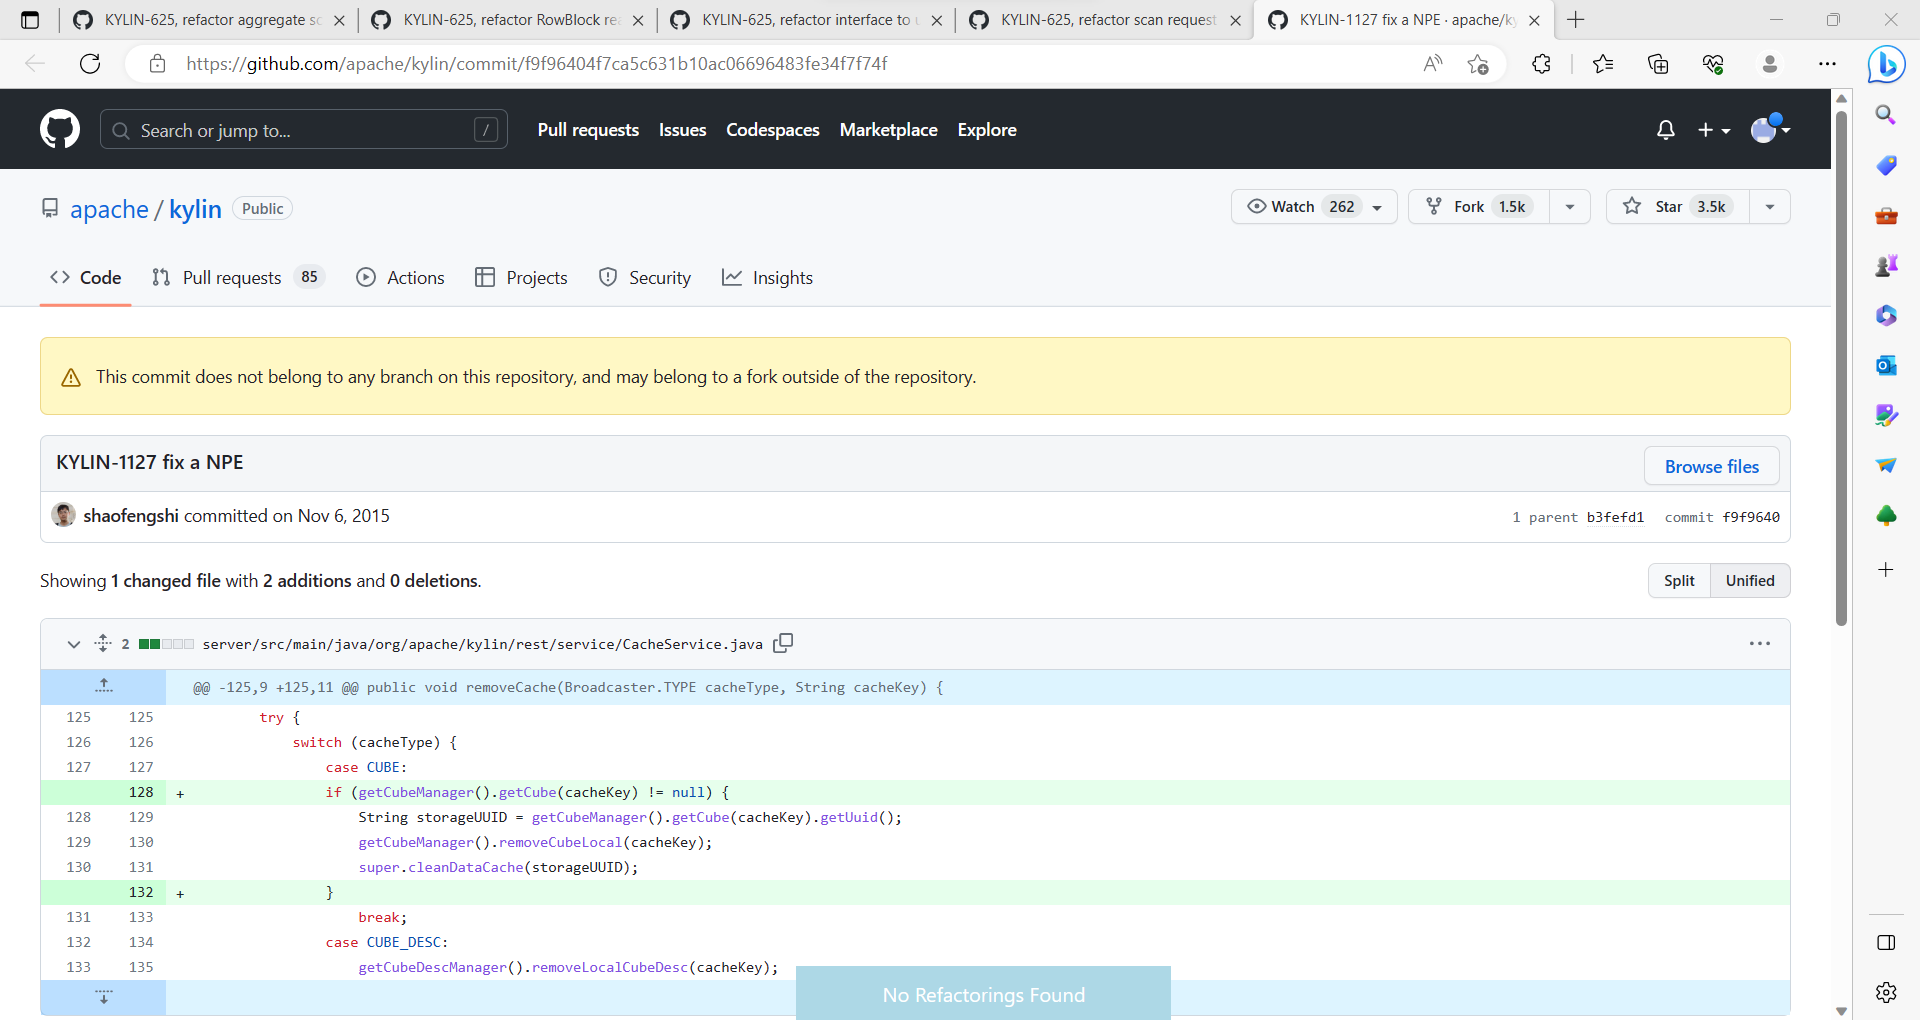 KYLIN-625, refactor aggregate sc
KYLIN-625, refactor RowBlock rea
KYLIN-625, refactor interface to u
KYLIN-625, refactor scan request
KYLIN-1127 fix a NPE · apache/ky
https://github.com/apache/kylin/commit/f9f96404f7ca5c631b10ac06696483fe34f7f74f
Search or jump to...
/
Pull requests
Issues
Codespaces
Marketplace
Explore
apache / kylin
Public
Watch 262
Fork 1.5k
Star 3.5k
Code
Pull requests 85
Actions
Projects
Security
Insights
This commit does not belong to any branch on this repository, and may belong to a fork outside of the repository.
KYLIN-1127 fix a NPE
Browse files
shaofengshi committed on Nov 6, 2015
1 parent b3fefd1 commit f9f9640
Showing 1 changed file with 2 additions and 0 deletions.
Split
Unified
2 server/src/main/java/org/apache/kylin/rest/service/CacheService.java
@@ -125,9 +125,11 @@ public void removeCache(Broadcaster.TYPE cacheType, String cacheKey) {
125 125 try {
126 126 switch (cacheType) {
127 127 case CUBE:
128 + if (getCubeManager().getCube(cacheKey) != null) {
128 129 String storageUUID = getCubeManager().getCube(cacheKey).getUuid();
129 130 getCubeManager().removeCubeLocal(cacheKey);
130 131 super.cleanDataCache(storageUUID);
132 + }
131 133 break;
132 134 case CUBE_DESC:
133 135 getCubeDescManager().removeLocalCubeDesc(cacheKey);
No Refactorings Found